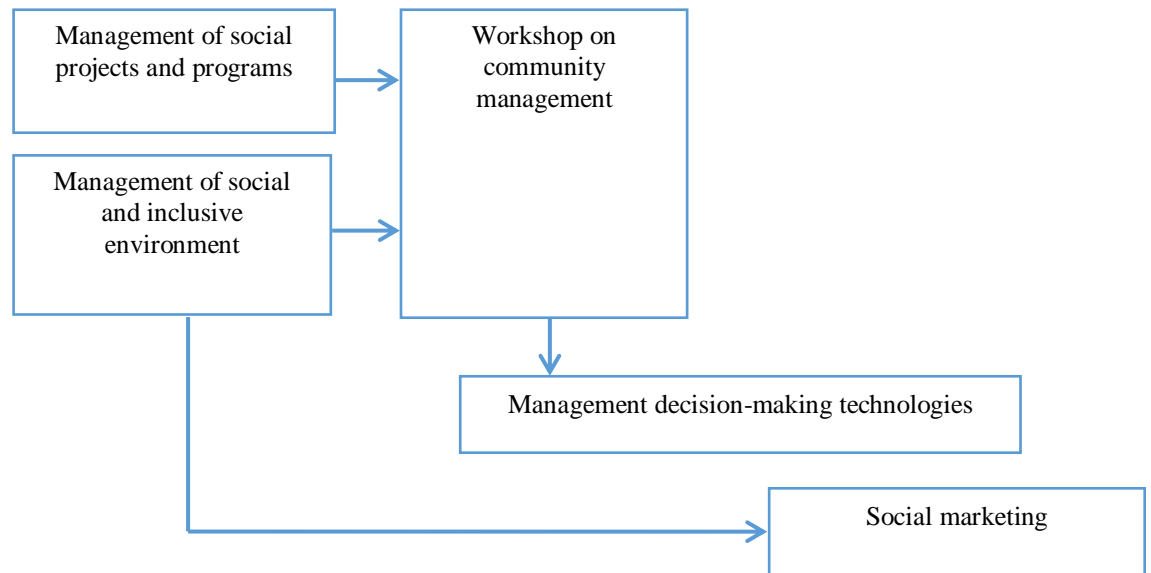 Management of social
projects and programs
Workshop on
community
management
Management of social
and inclusive
environment
Management decision-making technologies
Social marketing